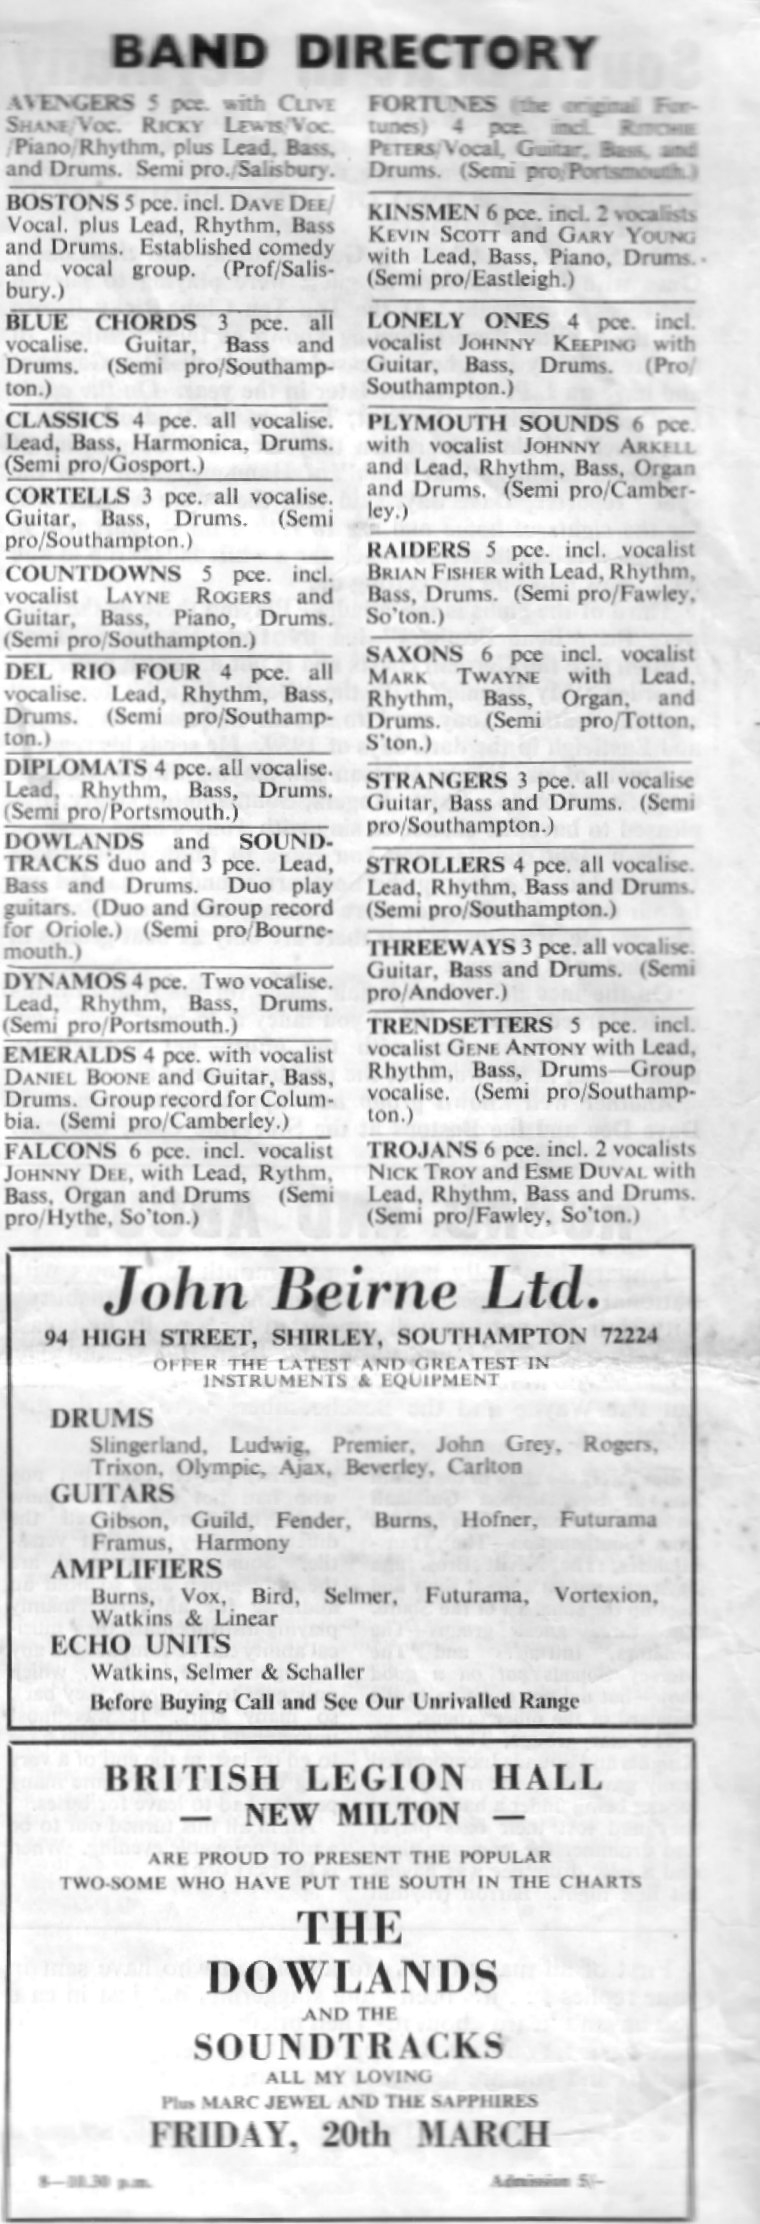 BAND DIRECTORY
AVENGERS 5 pce. with CLIVE
SHANE/Voc. RICKY LEWIS/Voc.
/Piano/Rhythm, plus Lead, Bass,
and Drums. Semi pro./Salisbury.
BOSTONS 5 pce. incl. DAVE DEE/
Vocal. plus Lead, Rhythm, Bass
and Drums. Established comedy
and vocal group. (Prof/Salis-
bury.)
BLUE CHORDS 3 pce. all
vocalise. Guitar, Bass and
Drums. (Semi pro/Southamp-
ton.)
CLASSICS 4 pce. all vocalise.
Lead, Bass, Harmonica, Drums.
(Semi pro/Gosport.)
CORTELLS 3 pce. all vocalise.
Guitar, Bass, Drums. (Semi
pro/Southampton.)
COUNTDOWNS 5 pce. incl.
vocalist LAYNE ROGERS and
Guitar, Bass, Piano, Drums.
(Semi pro/Southampton.)
DEL RIO FOUR 4 pce. all
vocalise. Lead, Rhythm, Bass,
Drums. (Semi pro/Southamp-
ton.)
DIPLOMATS 4 pce. all vocalise.
Lead, Rhythm, Bass, Drums.
(Semi pro/Portsmouth.)
DOWLANDS and SOUND-
TRACKS duo and 3 pce. Lead,
Bass and Drums. Duo play
guitars. (Duo and Group record
for Oriole.) (Semi pro/Bourne-
mouth.)
DYNAMOS 4 pce. Two vocalise.
Lead, Rhythm, Bass, Drums.
(Semi pro/Portsmouth.)
EMERALDS 4 pce. with vocalist
DANIEL BOONE and Guitar, Bass,
Drums. Group record for Colum-
bia. (Semi pro/Camberley.)
FALCONS 6 pce. incl. vocalist
JOHNNY DEE, with Lead, Rythm,
Bass, Organ and Drums (Semi
pro/Hythe, So'ton.)
FORTUNES (the original For-
tunes) 4 pce. incl. RITCHIE
PETERS/Vocal, Guitar, Bass, and
Drums. (Semi pro/Portsmouth.)
KINSMEN 6 pce. incl. 2 vocalists
KEVIN SCOTT and GARY YOUNG
with Lead, Bass, Piano, Drums.
(Semi pro/Eastleigh.)
LONELY ONES 4 pce. incl.
vocalist JOHNNY KEEPING with
Guitar, Bass, Drums. (Pro/
Southampton.)
PLYMOUTH SOUNDS 6 pce.
with vocalist JOHNNY ARKELL
and Lead, Rhythm, Bass, Organ
and Drums. (Semi pro/Camber-
ley.)
RAIDERS 5 pce. incl. vocalist
BRIAN FISHER with Lead, Rhythm,
Bass, Drums. (Semi pro/Fawley,
So'ton.)
SAXONS 6 pce incl. vocalist
MARK TWAYNE with Lead,
Rhythm, Bass, Organ, and
Drums. (Semi pro/Totton,
S'ton.)
STRANGERS 3 pce. all vocalise
Guitar, Bass and Drums. (Semi
pro/Southampton.)
STROLLERS 4 pce. all vocalise.
Lead, Rhythm, Bass and Drums.
(Semi pro/Southampton.)
THREEWAYS 3 pce. all vocalise.
Guitar, Bass and Drums. (Semi
pro/Andover.)
TRENDSETTERS 5 pce. incl.
vocalist GENE ANTONY with Lead,
Rhythm, Bass, Drums—Group
vocalise. (Semi pro/Southamp-
ton.)
TROJANS 6 pce. incl. 2 vocalists
NICK TROY and ESME DUVAL with
Lead, Rhythm, Bass and Drums.
(Semi pro/Fawley, So'ton.)
John Beirne Ltd.
94 HIGH STREET, SHIRLEY, SOUTHAMPTON 72224
OFFER THE LATEST AND GREATEST IN
INSTRUMENTS & EQUIPMENT
DRUMS
Slingerland, Ludwig, Premier, John Grey, Rogers,
Trixon, Olympic, Ajax, Beverley, Carlton
GUITARS
Gibson, Guild, Fender, Burns, Hofner, Futurama
Framus, Harmony
AMPLIFIERS
Burns, Vox, Bird, Selmer, Futurama, Vortexion,
Watkins & Linear
ECHO UNITS
Watkins, Selmer & Schaller
Before Buying Call and See Our Unrivalled Range
BRITISH LEGION HALL
— NEW MILTON —
ARE PROUD TO PRESENT THE POPULAR
TWO-SOME WHO HAVE PUT THE SOUTH IN THE CHARTS
THE
DOWLANDS
AND THE
SOUNDTRACKS
ALL MY LOVING
Plus MARC JEWEL AND THE SAPPHIRES
FRIDAY, 20th MARCH
8—10.30 p.m. Admission 5/-